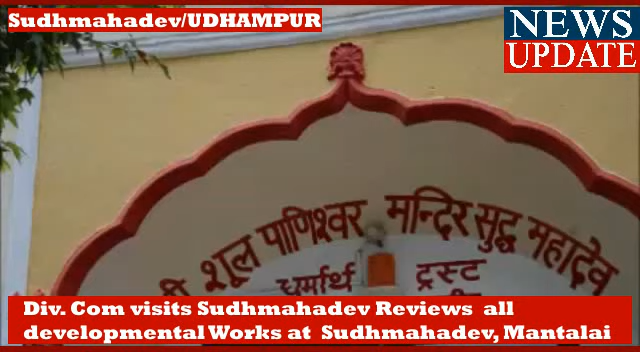 Sudhmahadev/UDHAMPUR
NEWS
UPDATE
शूल पाणिश्वर मन्दिर सुद्ध महादेव
धर्मार्थ ट्रस्ट
Div. Com visits Sudhmahadev Reviews all
developmental Works at Sudhmahadev, Mantalai